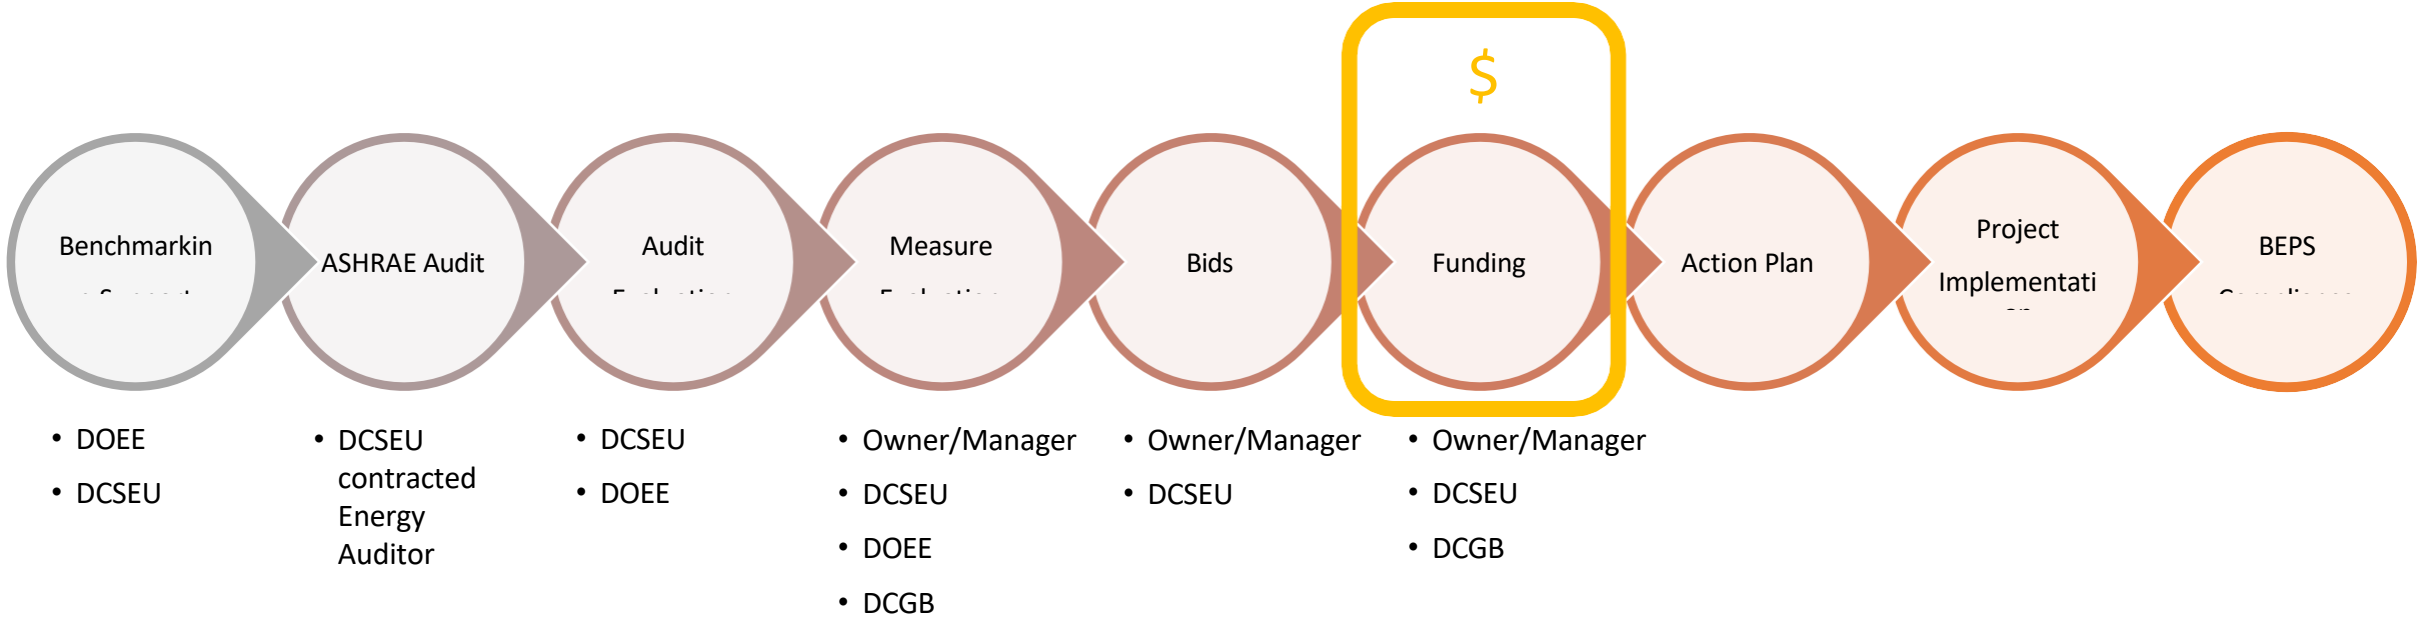 $
Benchmarkin
ASHRAE Audit
Audit
Measure
Bids
Funding
Action Plan
Project
Implementati
BEPS
• DOEE
• DCSEU
• DCSEU
contracted
Energy
Auditor
• DCSEU
• DOEE
• Owner/Manager
• DCSEU
• DOEE
• DCGB
• Owner/Manager
• DCSEU
• Owner/Manager
• DCSEU
• DCGB